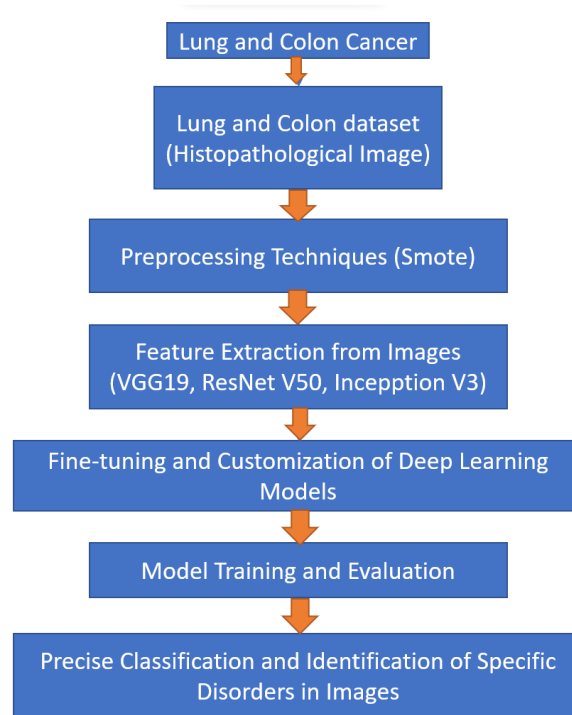 Lung and Colon Cancer
Lung and Colon dataset
(Histopathological Image)
Preprocessing Techniques (Smote)
Feature Extraction from Images
(VGG19, ResNet V50, Incepption V3)
Fine-tuning and Customization of Deep Learning
Models
Model Training and Evaluation
Precise Classification and Identification of Specific
Disorders in Images